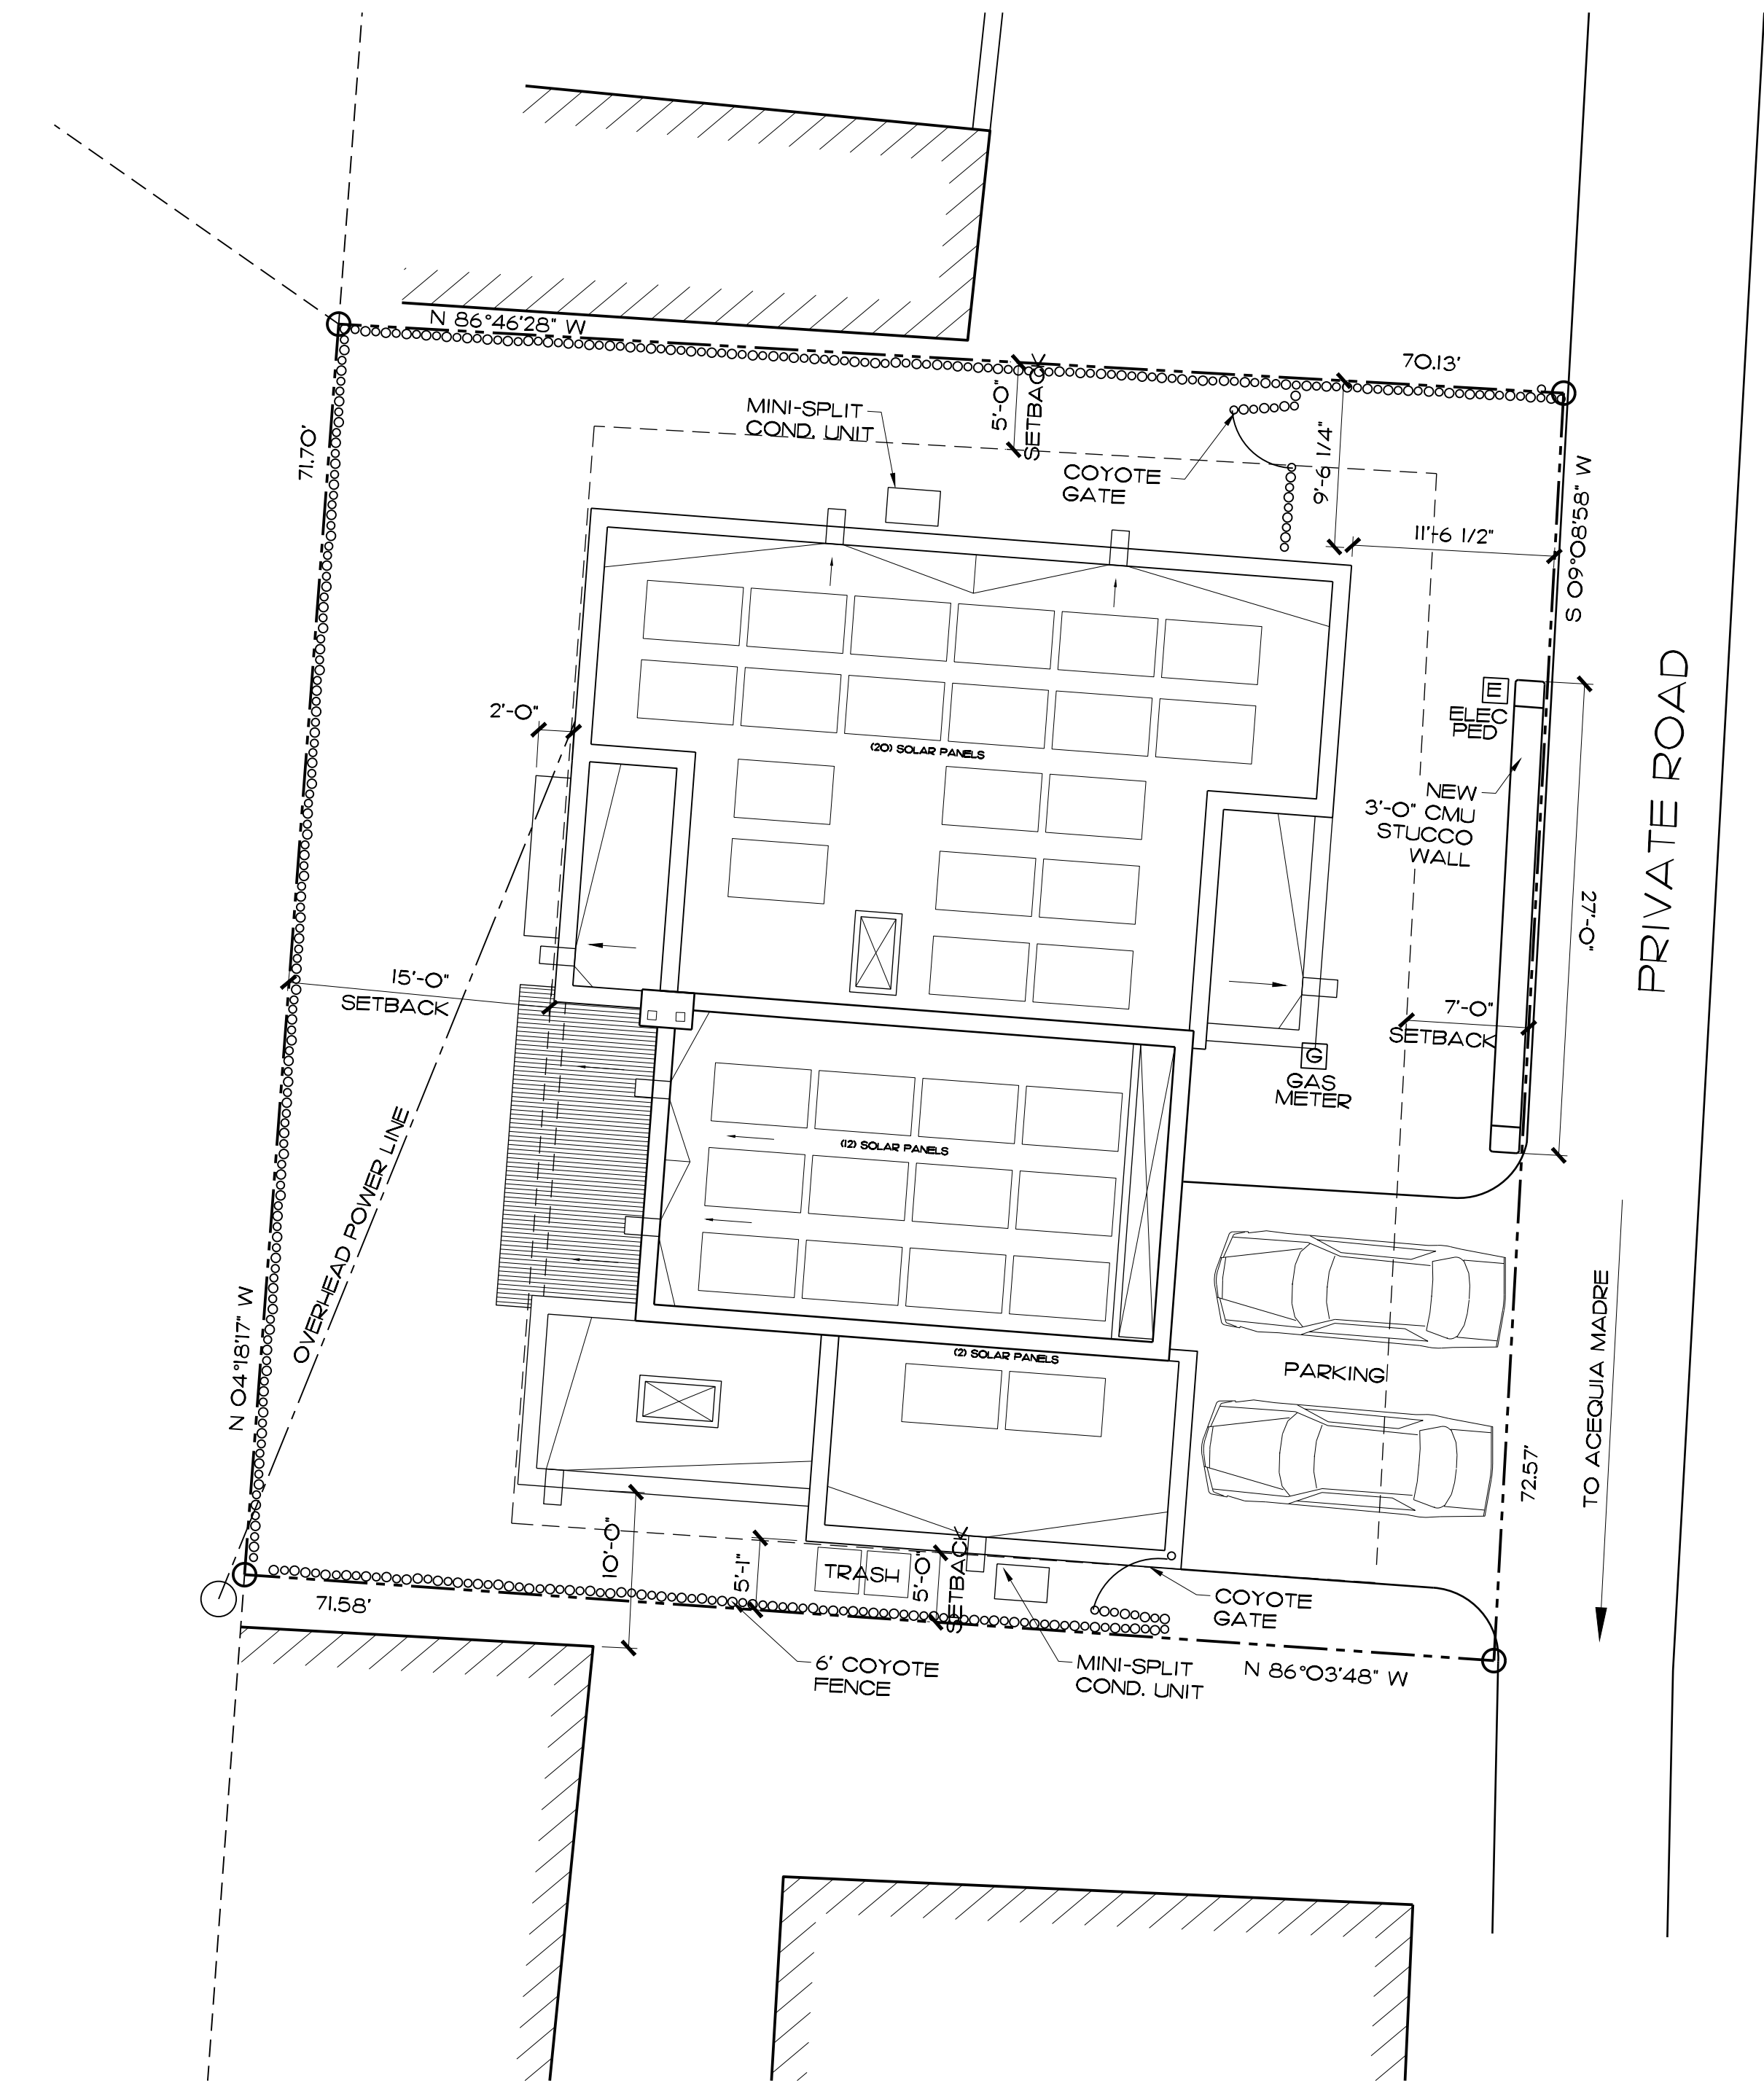 N 86°46'28" W
70.13'
71.70'
MINI-SPLIT
COND. UNIT
5'-0"
SETBACK
COYOTE
GATE
9'-6 1/4"
11'-6 1/2"
S 09°08'58" W
2'-0"
(20) SOLAR PANELS
E
ELEC
PED
NEW
3'-0" CMU
STUCCO
WALL
27'-0"
PRIVATE ROAD
15'-0"
SETBACK
7'-0"
SETBACK
G
GAS
METER
OVERHEAD POWER LINE
(12) SOLAR PANELS
N 04°18'17" W
(2) SOLAR PANELS
PARKING
TO ACEQUIA MADRE
72.57'
10'-0"
5'-1"
TRASH
5'-0"
SETBACK
COYOTE
GATE
71.58'
6' COYOTE
FENCE
MINI-SPLIT
COND. UNIT
N 86°03'48" W